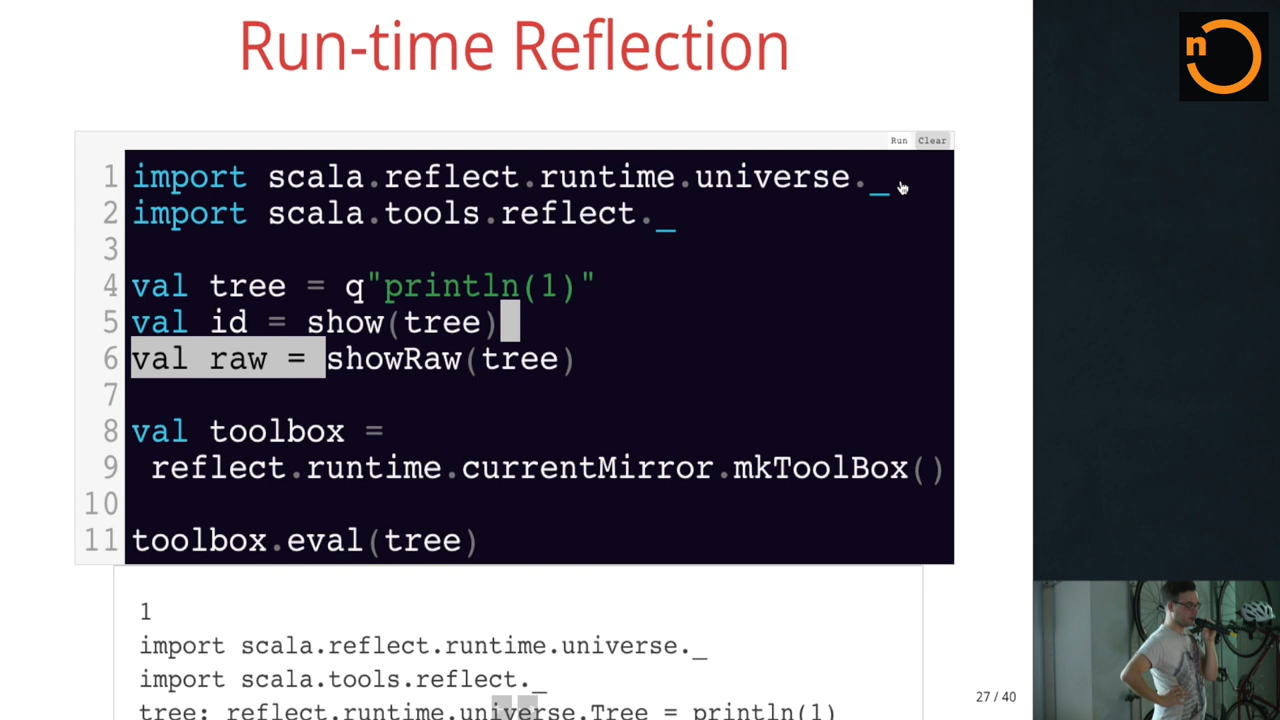 Run-time Reflection
n
Run Clear
1 import scala.reflect.runtime.universe._
2 import scala.tools.reflect._
3
4 val tree = q"println(1)"
5 val id = show(tree)
6 val raw = showRaw(tree)
7
8 val toolbox =
9 reflect.runtime.currentMirror.mkToolBox()
10
11 toolbox.eval(tree)
1
import scala.reflect.runtime.universe._
import scala.tools.reflect._
tree: reflect.runtime.universe.Tree = println(1)
27 / 40